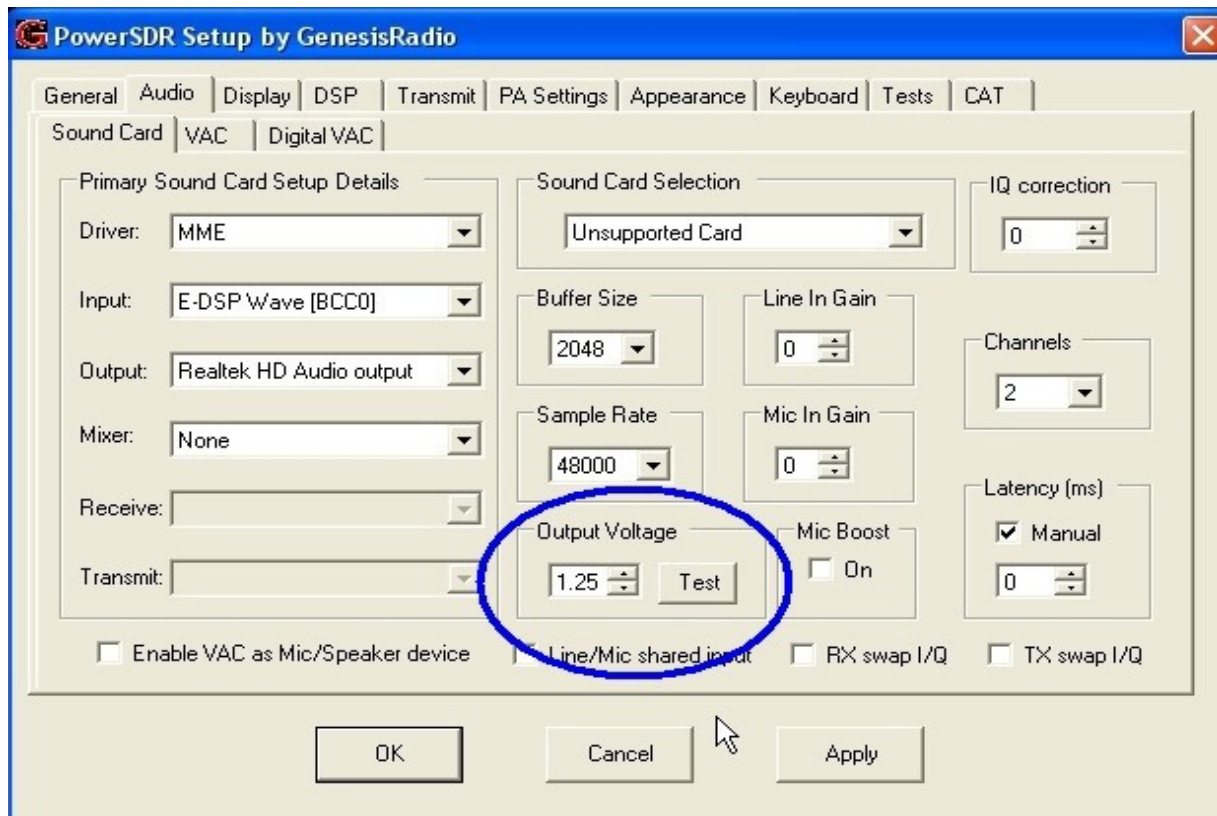 PowerSDR Setup by GenesisRadio
General Audio Display DSP Transmit PA Settings Appearance Keyboard Tests CAT
Sound Card VAC Digital VAC
Primary Sound Card Setup Details
Driver: MME
Input: E-DSP Wave [BCC0]
Output: Realtek HD Audio output
Mixer: None
Receive:
Transmit:
Sound Card Selection
Unsupported Card
IQ correction
0
Buffer Size
2048
Line In Gain
0
Channels
2
Sample Rate
48000
Mic In Gain
0
Output Voltage
1.25 Test
Mic Boost
On
Latency (ms)
Manual
0
Enable VAC as Mic/Speaker device
Line/Mic shared input
RX swap I/Q
TX swap I/Q
OK Cancel Apply